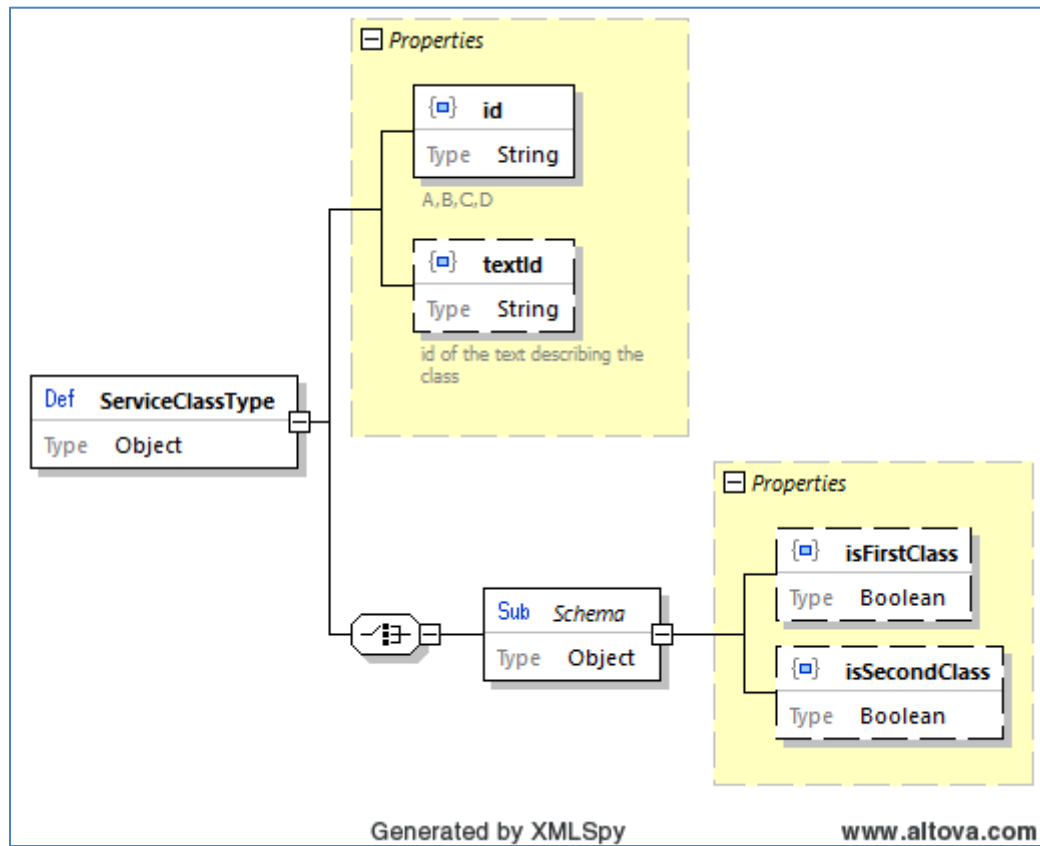 Properties
id
Type String
A,B,C,D
textId
Type String
id of the text describing the
class
Def ServiceClassType
Type Object
Properties
isFirstClass
Type Boolean
Sub Schema
Type Object
isSecondClass
Type Boolean
Generated by XMLSpy www.altova.com